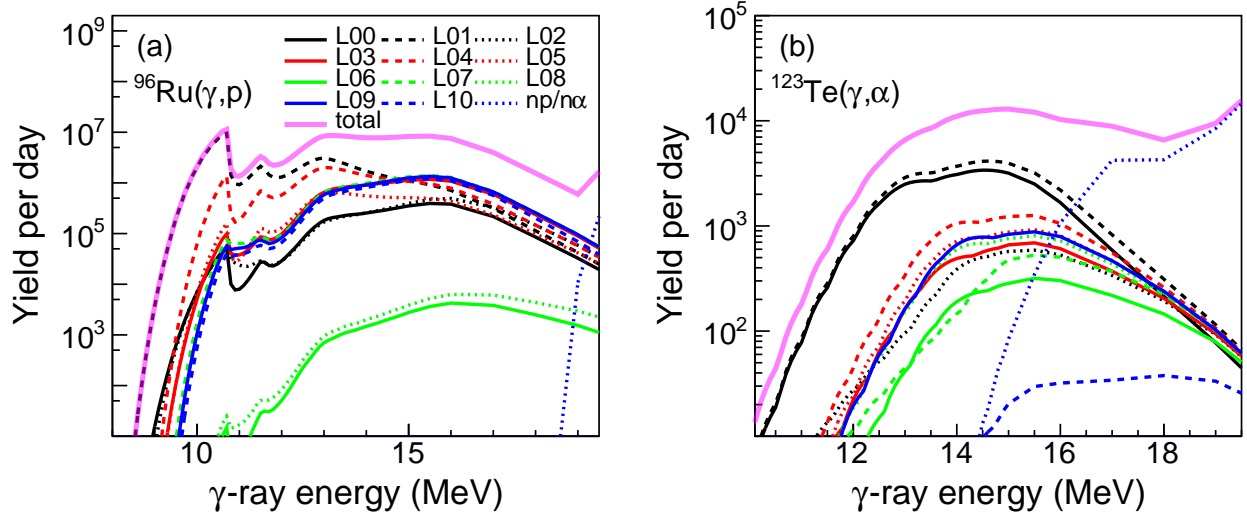 (a)
⁹⁶Ru(γ,p)
L00 L01 L02
L03 L04 L05
L06 L07 L08
L09 L10 np/nα
total
10⁹
10⁷
10⁵
10³
Yield per day
10 15
γ-ray energy (MeV)
(b)
¹²³Te(γ,α)
10⁵
10⁴
10³
10²
Yield per day
12 14 16 18
γ-ray energy (MeV)